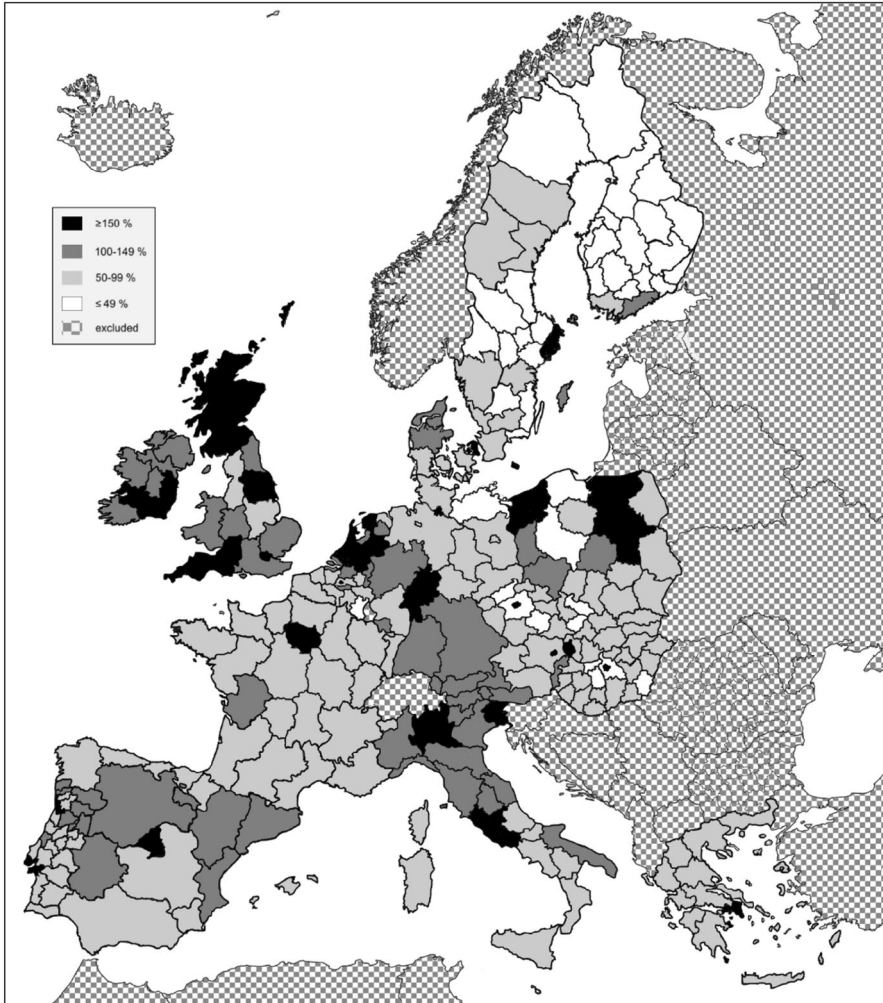 ≥150 %
100-149 %
50-99 %
≤ 49 %
excluded